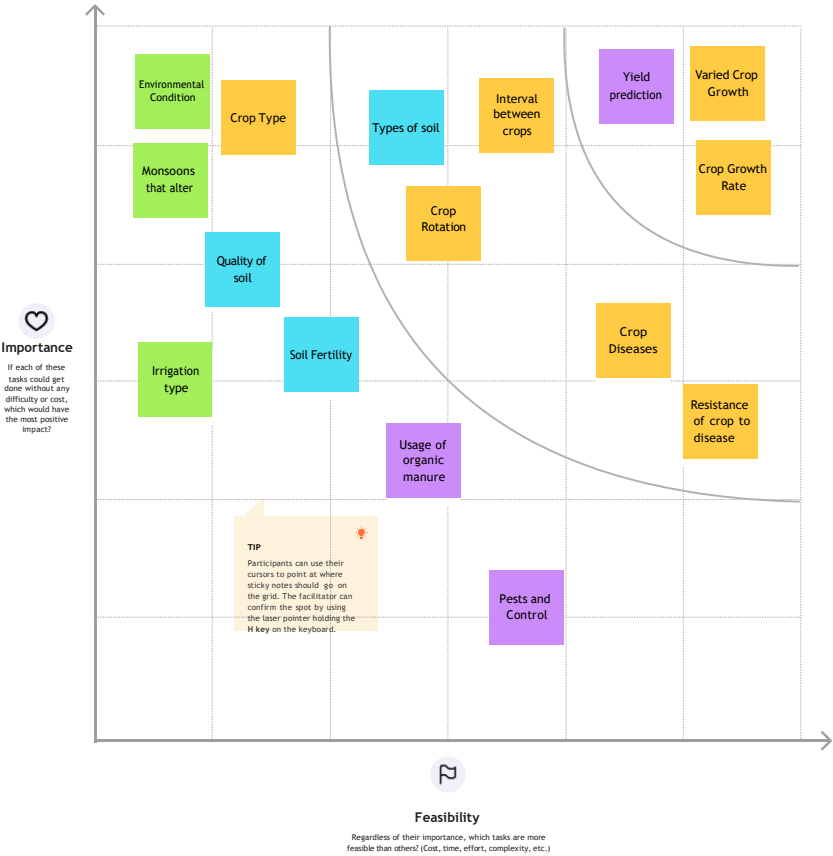 Environmental
Condition
Crop Type
Types of soil
Interval
between
crops
Yield
prediction
Varied Crop
Growth
Monsoons
that alter
Crop
Rotation
Crop Growth
Rate
Quality of
soil
Importance
If each of these
tasks could get
done without any
difficulty or cost,
which would have
the most positive
impact?
Irrigation
type
Soil Fertility
Crop
Diseases
Resistance
of crop to
disease
Usage of
organic
manure
TIP
Participants can use their
cursors to point at where
sticky notes should go on
the grid. The facilitator can
confirm the spot by using
the laser pointer holding the
H key on the keyboard.
Pests and
Control
Feasibility
Regardless of their importance, which tasks are more
feasible than others? (Cost, time, effort, complexity, etc.)